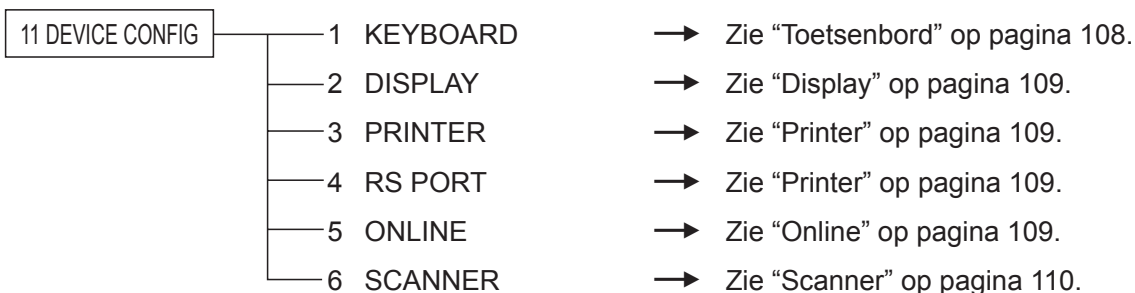 11 DEVICE CONFIG 1 KEYBOARD Zie “Toetsenbord” op pagina 108.
2 DISPLAY Zie “Display” op pagina 109.
3 PRINTER Zie “Printer” op pagina 109.
4 RS PORT Zie “Printer” op pagina 109.
5 ONLINE Zie “Online” op pagina 109.
6 SCANNER Zie “Scanner” op pagina 110.